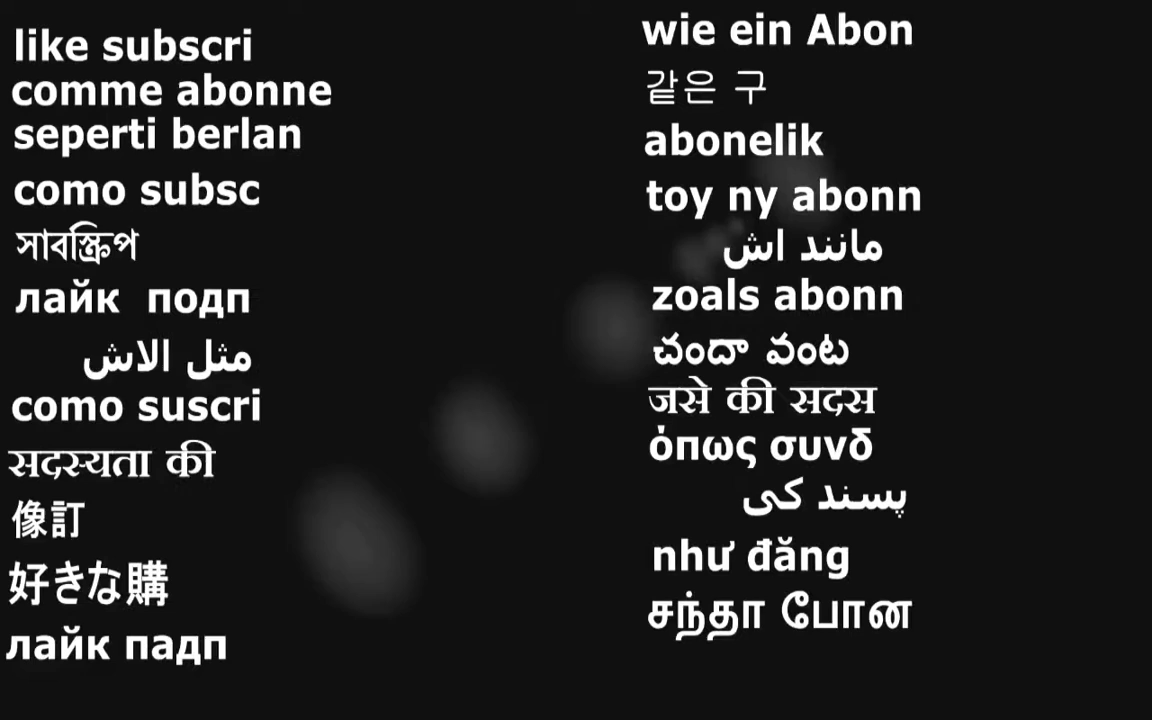 like subscri
comme abonne
seperti berlan
como subsc
সাবস্ক্রিপ
лайк подп
مثل الاش
como suscri
सदस्यता की
像訂
好きな購
лайк падп
wie ein Abon
같은 구
abonelik
toy ny abonn
مانند اش
zoals abonn
చందా వంట
जसे की सदस
όπως συνδ
پسند کی
như đăng
சந்தா போன